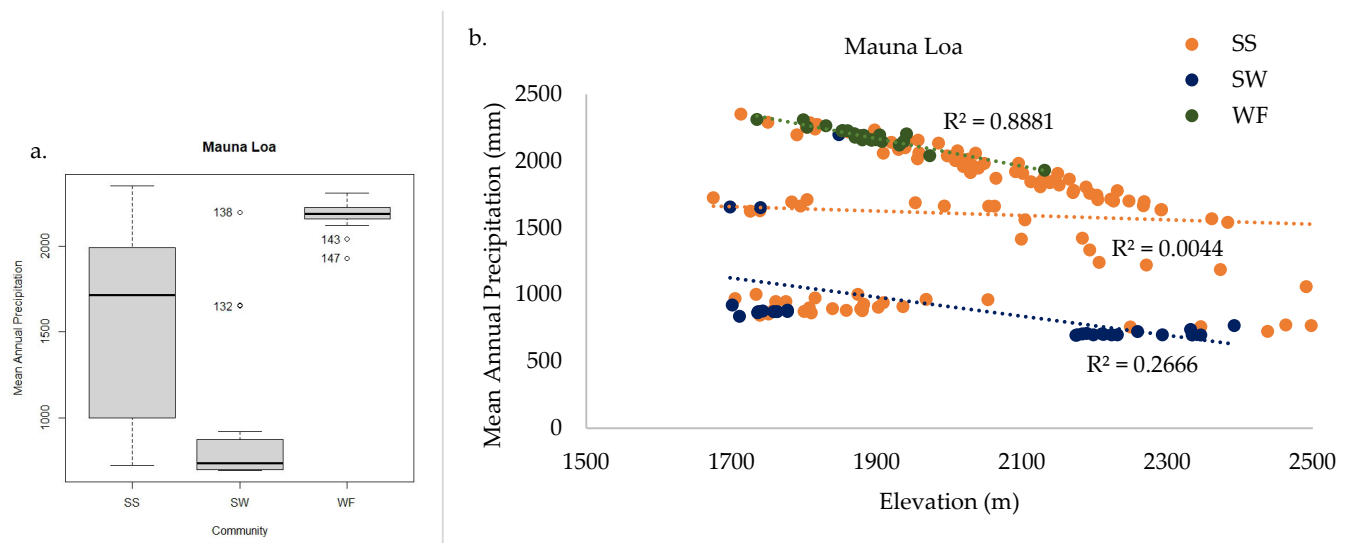 a.
Mauna Loa
Mean Annual Precipitation
2000
1500
1000
138
132
143
147
SS SW WF
Community
b.
Mauna Loa
SS
SW
WF
Mean Annual Precipitation (mm)
2500
2000
1500
1000
500
0
R² = 0.8881
R² = 0.0044
R² = 0.2666
1500 1700 1900 2100 2300 2500
Elevation (m)